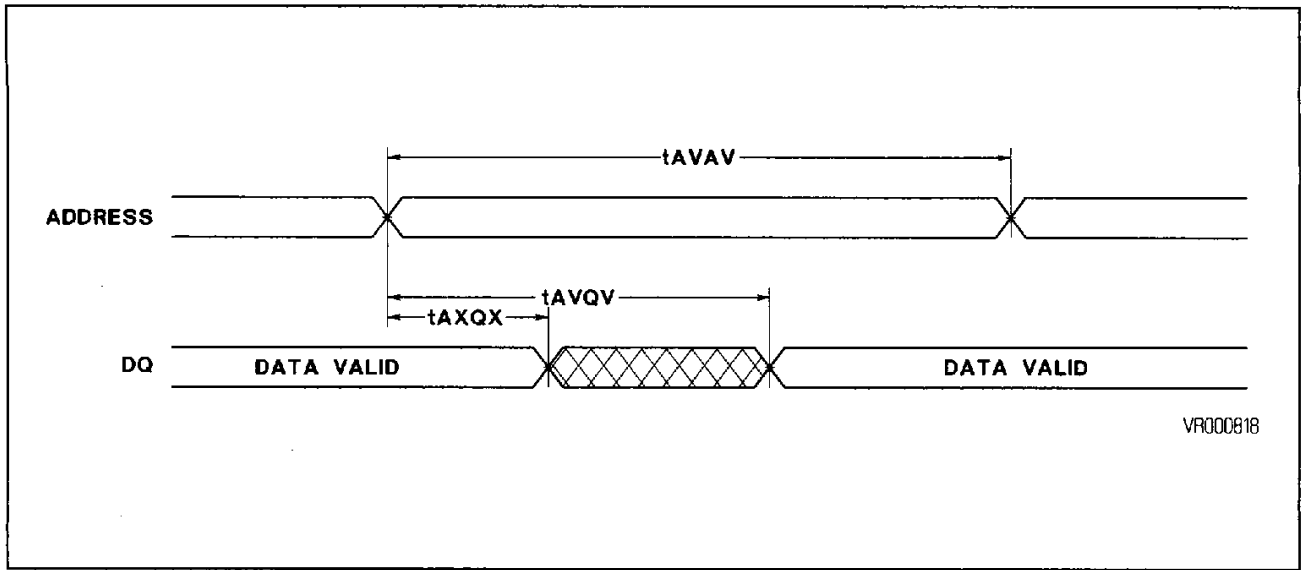 tAVAV
ADDRESS
tAVQV
tAXQX
DQ
DATA VALID
DATA VALID
VR000818